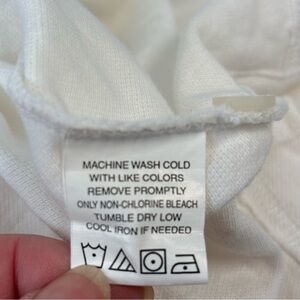 MACHINE WASH COLD
WITH LIKE COLORS
REMOVE PROMPTLY
ONLY NON-CHLORINE BLEACH
TUMBLE DRY LOW
COOL IRON IF NEEDED